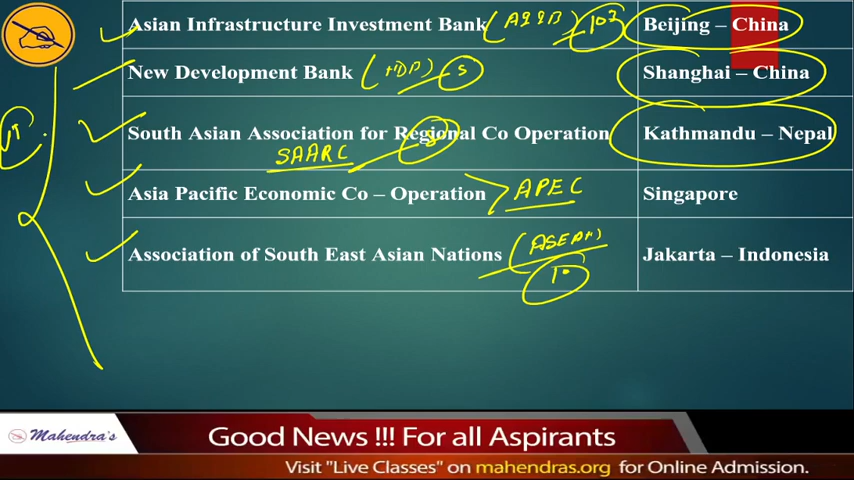 Asian Infrastructure Investment Bank (AIIB) Beijing – China
New Development Bank (NDB) 5 Shanghai – China
South Asian Association for Regional Co Operation Kathmandu – Nepal
SAARC
Asia Pacific Economic Co – Operation APEC Singapore
Association of South East Asian Nations (ASEAN) Jakarta – Indonesia
10
Mahendra's Good News !!! For all Aspirants
Visit "Live Classes" on mahendras.org for Online Admission.